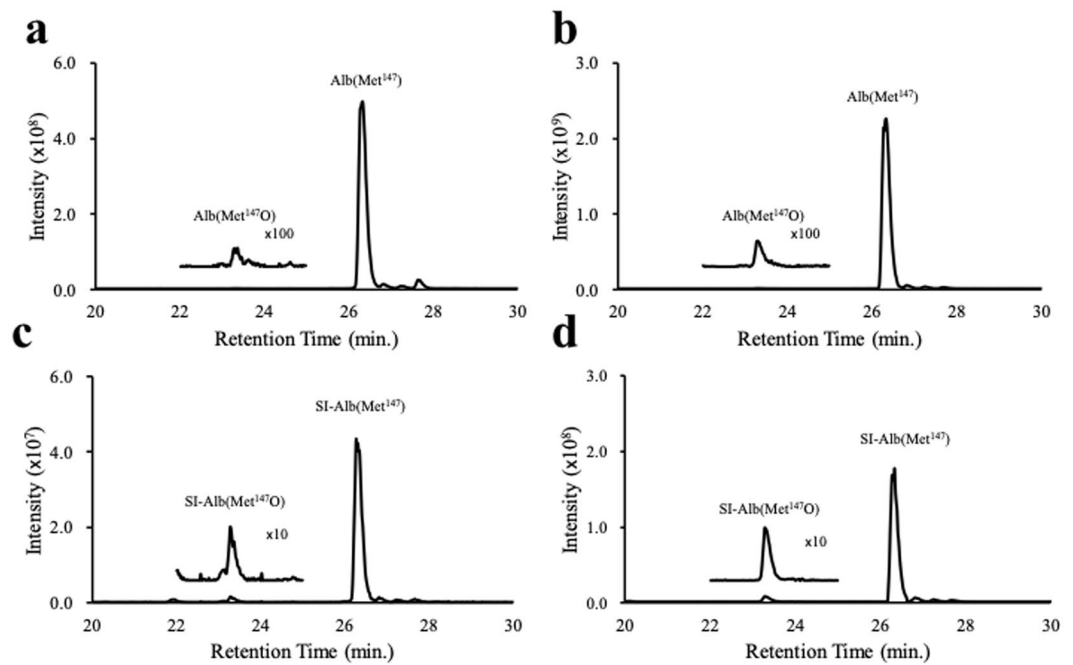 a
6.0
4.0
2.0
0.0
Intensity (x10⁸)
Alb(Met¹⁴⁷)
Alb(Met¹⁴⁷O)
x100
20 22 24 26 28 30
Retention Time (min.)
b
3.0
2.0
1.0
0.0
Intensity (x10⁹)
Alb(Met¹⁴⁷)
Alb(Met¹⁴⁷O)
x100
20 22 24 26 28 30
Retention Time (min.)
c
6.0
4.0
2.0
0.0
Intensity (x10⁷)
SI-Alb(Met¹⁴⁷)
SI-Alb(Met¹⁴⁷O)
x10
20 22 24 26 28 30
Retention Time (min.)
d
3.0
2.0
1.0
0.0
Intensity (x10⁸)
SI-Alb(Met¹⁴⁷)
SI-Alb(Met¹⁴⁷O)
x10
20 22 24 26 28 30
Retention Time (min.)